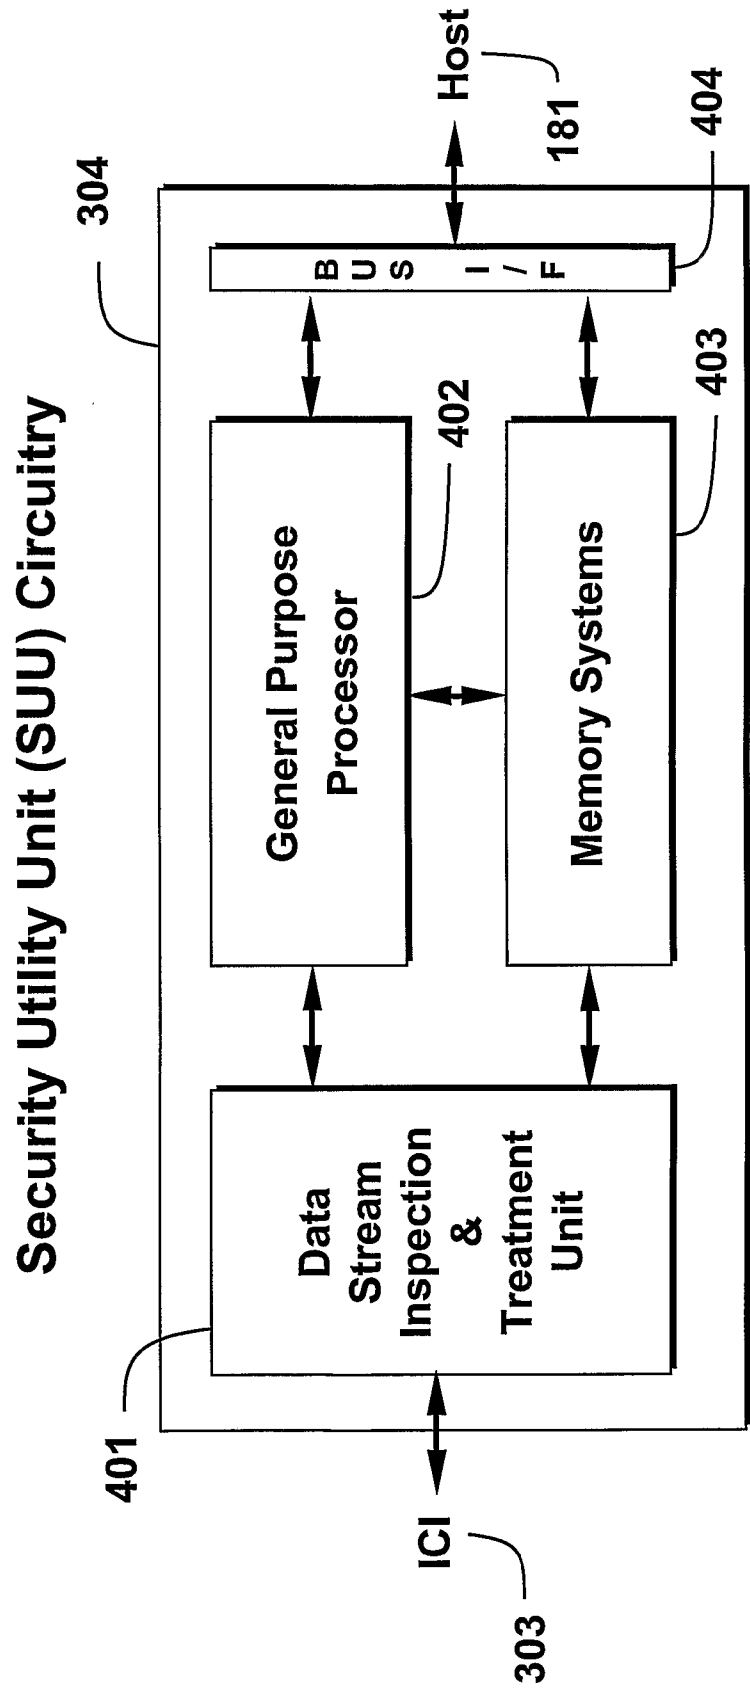 Security Utility Unit (SUU) Circuitry
304
401
Data
Stream
Inspection
&
Treatment
Unit
General Purpose
Processor
402
Memory Systems
403
BUS I/F
404
ICI
303
Host
181